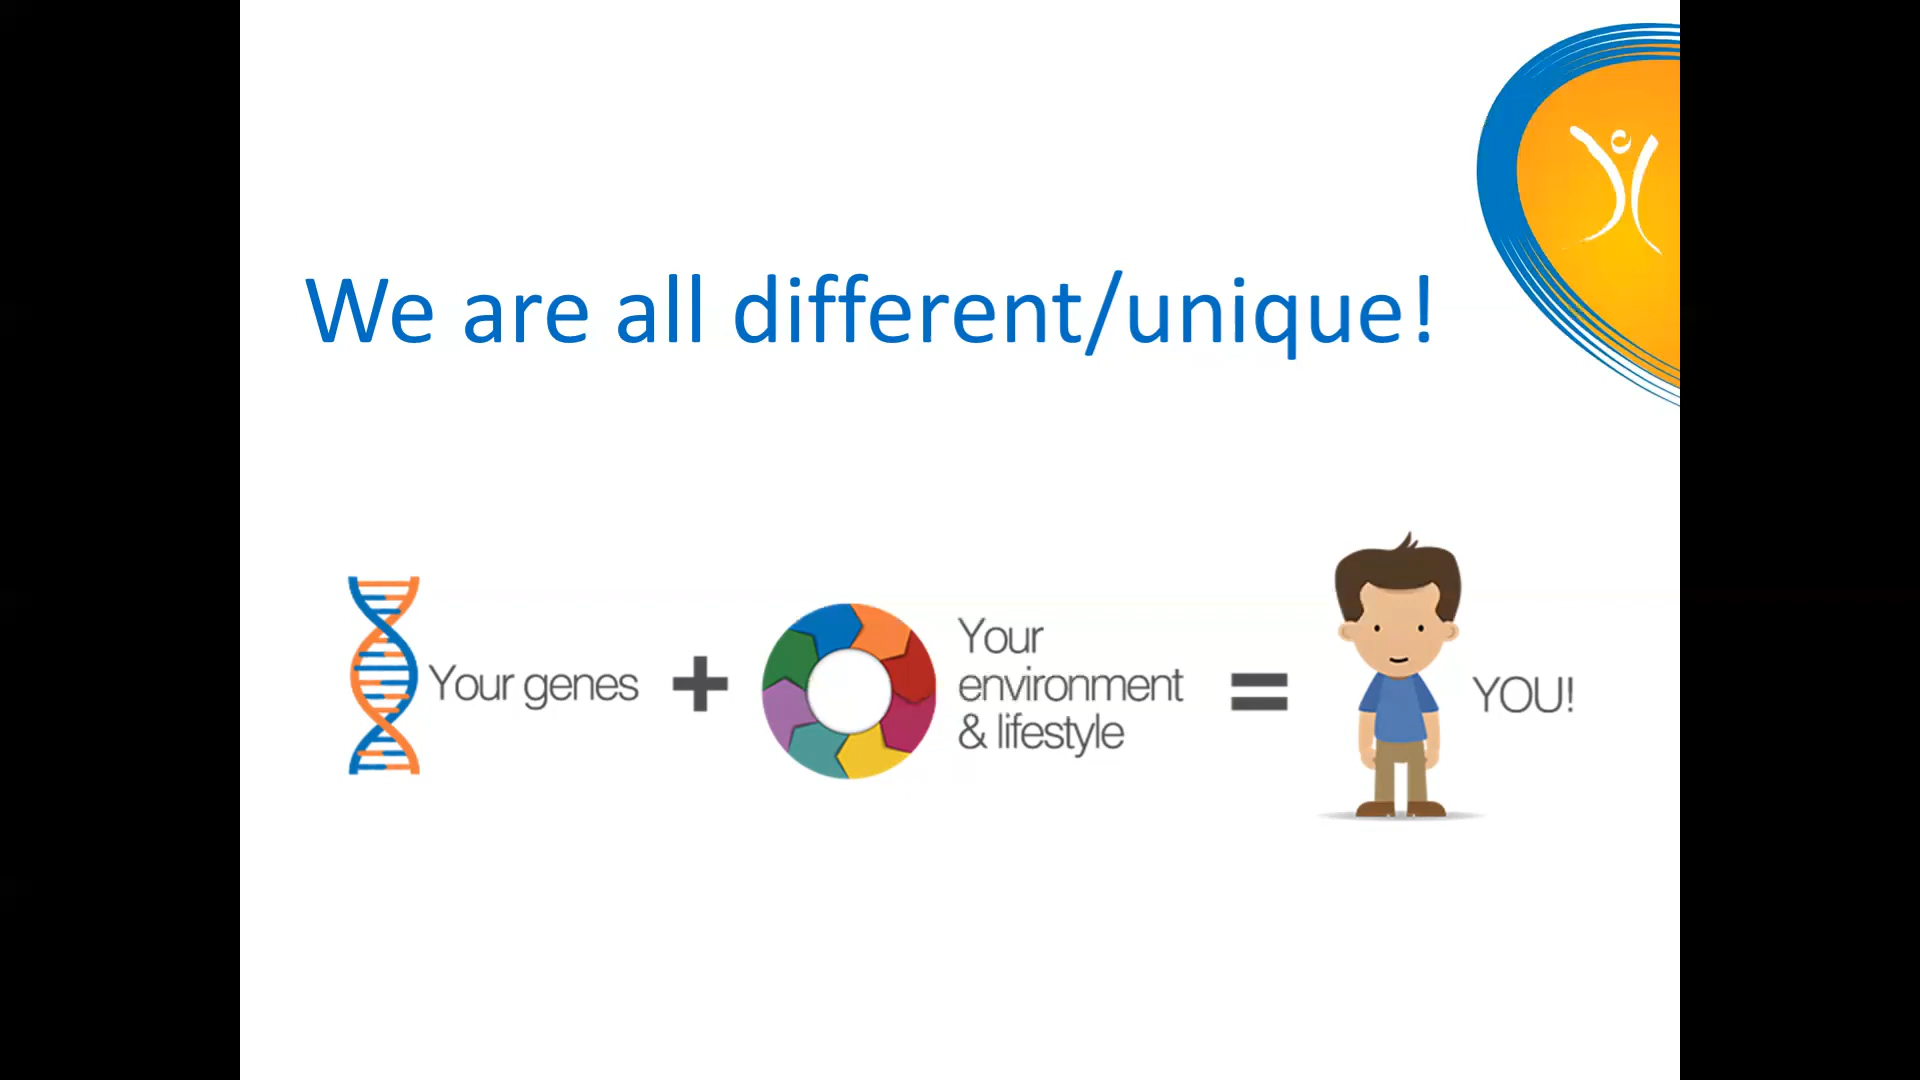 We are all different/unique!
Your genes
+
Your
environment
& lifestyle
=
YOU!